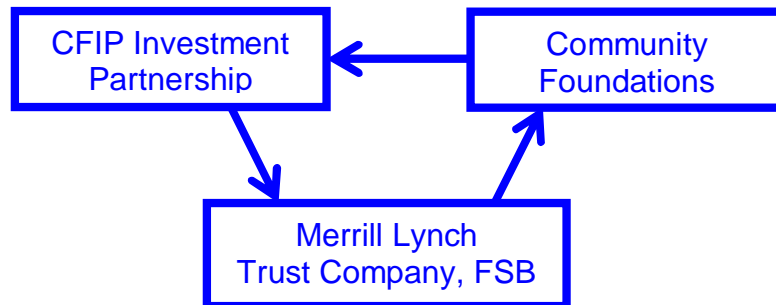 CFIP Investment
Partnership
Community
Foundations
Merrill Lynch
Trust Company, FSB